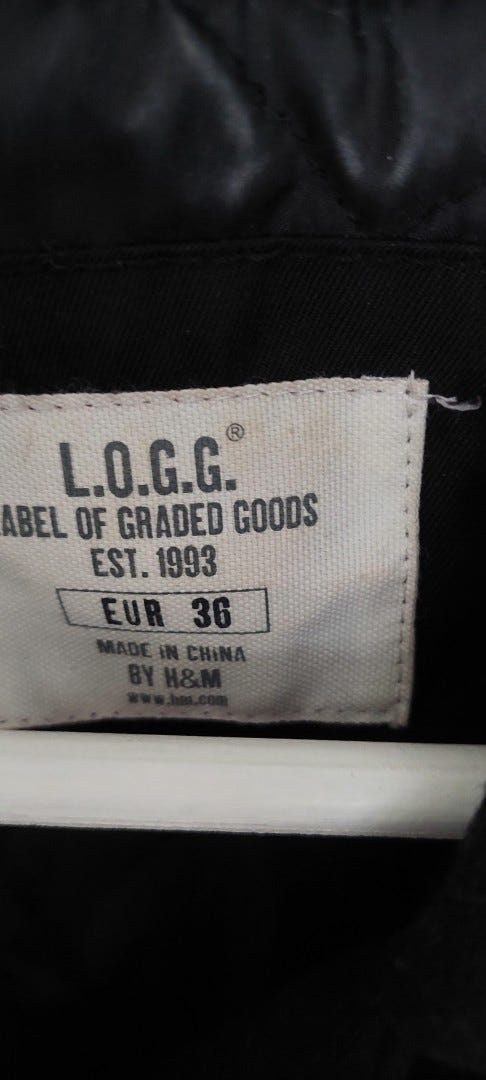 L.O.G.G.®
ABEL OF GRADED GOODS
EST. 1993
EUR 36
MADE IN CHINA
BY H&M
www.hm.com